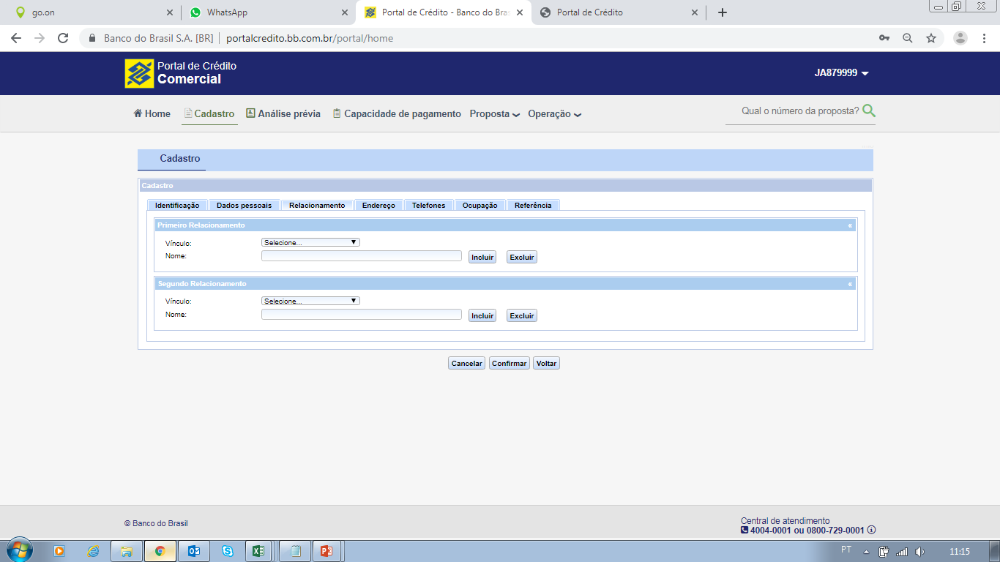 go.on
WhatsApp
Portal de Crédito - Banco do Bras
Portal de Crédito
Banco do Brasil S.A. [BR]
portalcredito.bb.com.br/portal/home
Portal de Crédito
Comercial
JA879999
Home
Cadastro
Análise prévia
Capacidade de pagamento
Proposta
Operação
Qual o número da proposta?
Cadastro
Cadastro
Identificação
Dados pessoais
Relacionamento
Endereço
Telefones
Ocupação
Referência
Primeiro Relacionamento
Vínculo:
Selecione...
Nome:
Incluir
Excluir
Segundo Relacionamento
Vínculo:
Selecione...
Nome:
Incluir
Excluir
Cancelar
Confirmar
Voltar
© Banco do Brasil
Central de atendimento
4004-0001 ou 0800-729-0001
PT
11:15